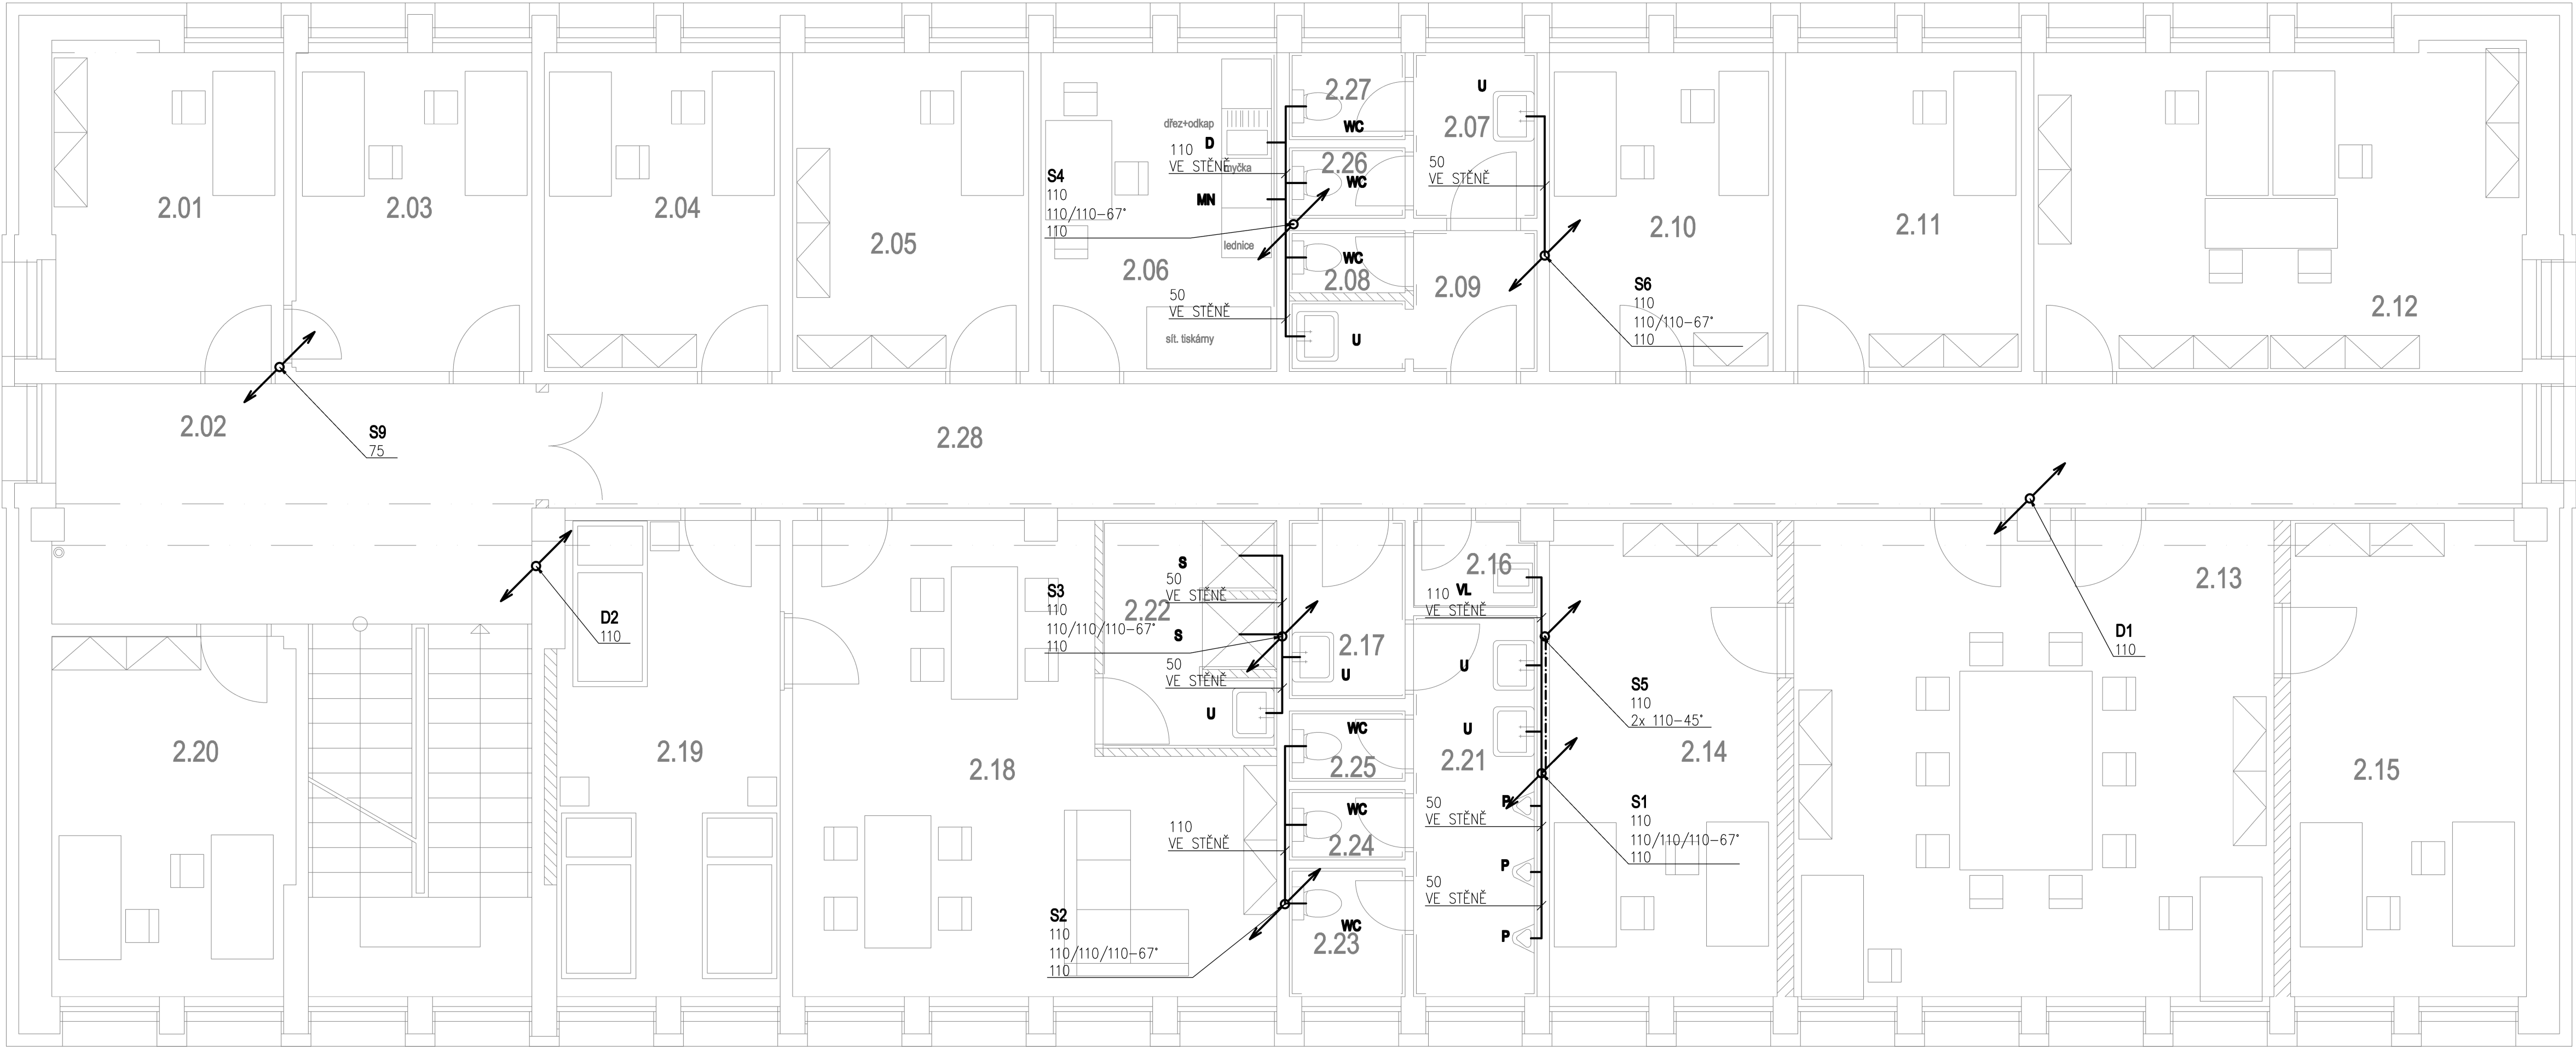 2.01
2.03
2.04
2.05
2.06
dřez+odkap
D
110
VE STĚNĚ
myčka
MN
lednice
50
VE STĚNĚ
sít. tiskárny
S4
110
110/110-67°
110
2.27
WC
2.26
WC
WC
2.08
U
U
2.07
50
VE STĚNĚ
2.09
2.10
S6
110
110/110-67°
110
2.11
2.12
2.02
S9
75
2.28
D2
110
D1
110
2.20
2.19
2.18
S3
110
110/110/110-67°
110
S
50
VE STĚNĚ
2.22
S
50
VE STĚNĚ
U
2.17
U
2.16
110
VL
VE STĚNĚ
U
U
2.21
S5
110
2x 110-45°
2.14
S1
110
110/110/110-67°
110
2.13
2.15
WC
2.25
WC
2.24
WC
2.23
110
VE STĚNĚ
S2
110
110/110/110-67°
110
50
VE STĚNĚ
P
P
50
VE STĚNĚ
P